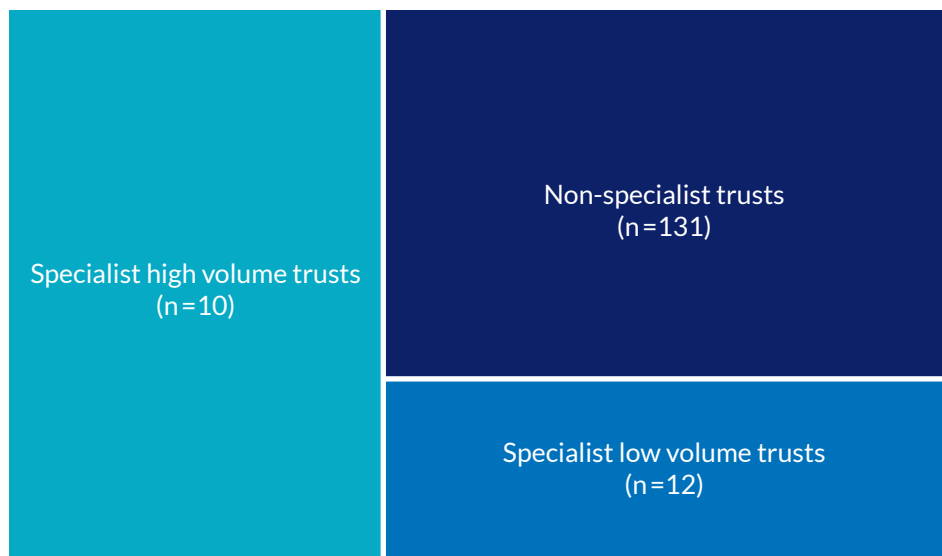 Specialist high volume trusts
(n=10)
Non-specialist trusts
(n=131)
Specialist low volume trusts
(n=12)